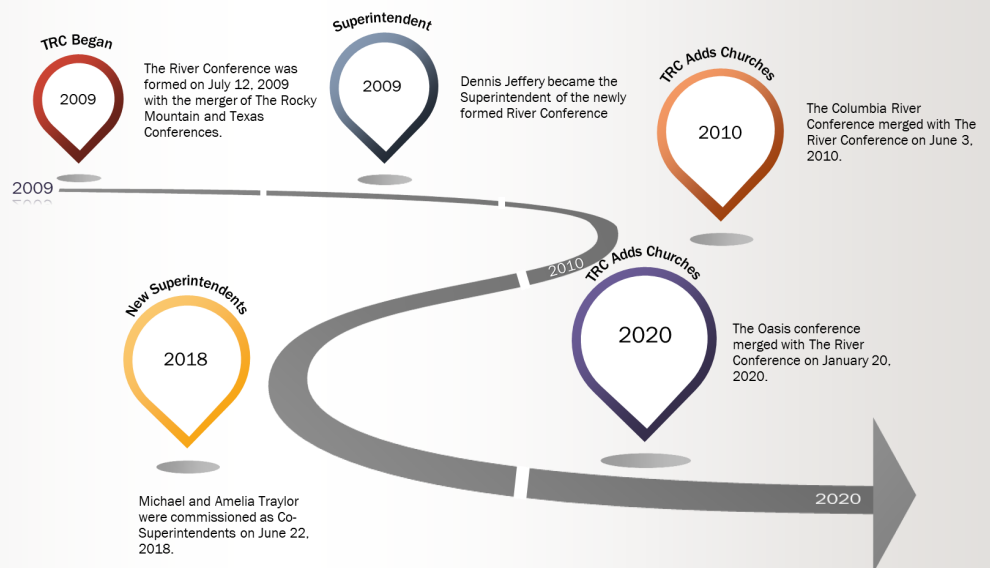 TRC Began
2009
The River Conference was
formed on July 12, 2009
with the merger of The Rocky
Mountain and Texas
Conferences.
Superintendent
2009
Dennis Jeffery became the
Superintendent of the newly
formed River Conference
TRC Adds Churches
2010
The Columbia River
Conference merged with The
River Conference on June 3,
2010.
2009
2010
New Superintendents
2018
Michael and Amelia Traylor
were commissioned as Co-
Superintendents on June 22,
2018.
TRC Adds Churches
2020
The Oasis conference
merged with The River
Conference on January 20,
2020.
2020